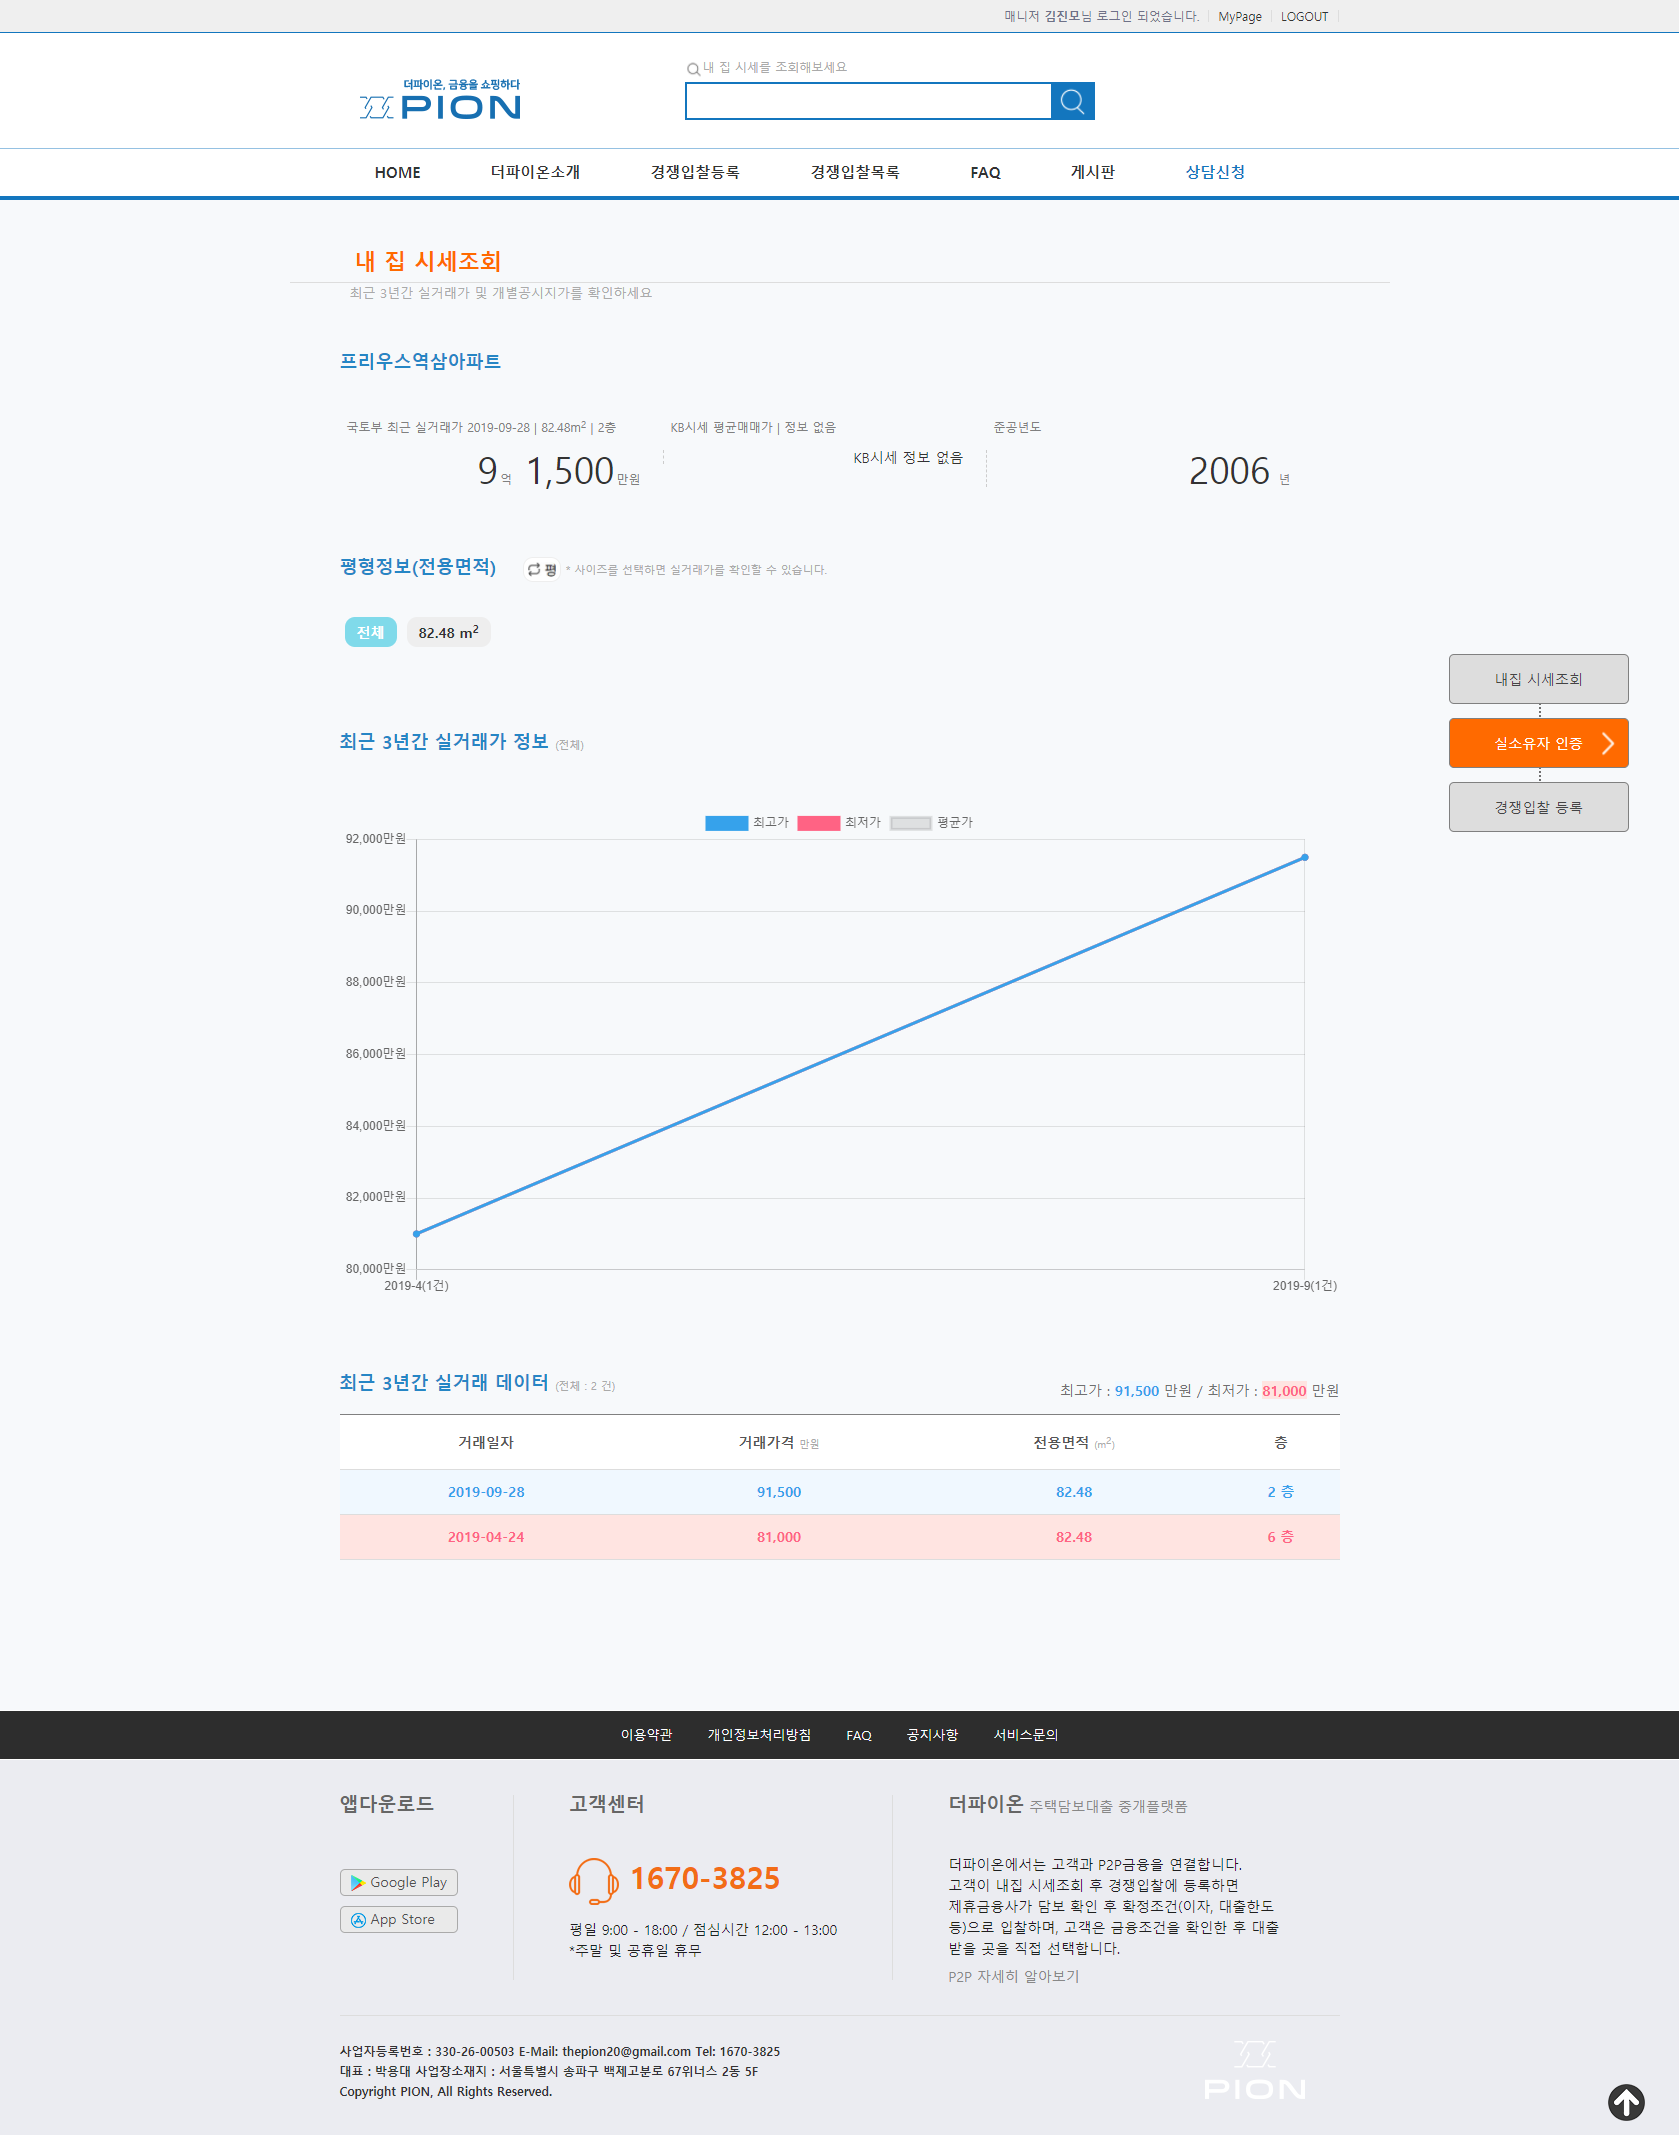 매니저 김진모님 로그인 되었습니다. MyPage LOGOUT
내 집 시세를 조회해보세요
더파이온, 금융을 쇼핑하다
PION
HOME 더파이온소개 경쟁입찰등록 경쟁입찰목록 FAQ 게시판 상담신청
내 집 시세조회
최근 3년간 실거래가 및 개별공시지가를 확인하세요
프리우스역삼아파트
국토부 최근 실거래가 2019-09-28 | 82.48m² | 2층 KB시세 평균매매가 | 정보 없음 준공년도
9억 1,500만원 KB시세 정보 없음 2006 년
평형정보(전용면적) 평 * 사이즈를 선택하면 실거래가를 확인할 수 있습니다.
전체 82.48 m²
내집 시세조회
실소유자 인증
경쟁입찰 등록
최근 3년간 실거래가 정보 (전체)
최고가 최저가 평균가
92,000만원
90,000만원
88,000만원
86,000만원
84,000만원
82,000만원
80,000만원
2019-4(1건) 2019-9(1건)
최근 3년간 실거래 데이터 (전체 : 2 건) 최고가 : 91,500 만원 / 최저가 : 81,000 만원
거래일자 거래가격 만원 전용면적 (m²) 층
2019-09-28 91,500 82.48 2 층
2019-04-24 81,000 82.48 6 층
이용약관 개인정보처리방침 FAQ 공지사항 서비스문의
앱다운로드
Google Play
App Store
고객센터
1670-3825
평일 9:00 - 18:00 / 점심시간 12:00 - 13:00
*주말 및 공휴일 휴무
더파이온 주택담보대출 중개플랫폼
더파이온에서는 고객과 P2P금융을 연결합니다.
고객이 내집 시세조회 후 경쟁입찰에 등록하면
제휴금융사가 담보 확인 후 확정조건(이자, 대출한도
등)으로 입찰하며, 고객은 금융조건을 확인한 후 대출
받을 곳을 직접 선택합니다.
P2P 자세히 알아보기
사업자등록번호 : 330-26-00503 E-Mail: thepion20@gmail.com Tel: 1670-3825
대표 : 박용대 사업장소재지 : 서울특별시 송파구 백제고분로 67위너스 2동 5F
Copyright PION, All Rights Reserved.
PION